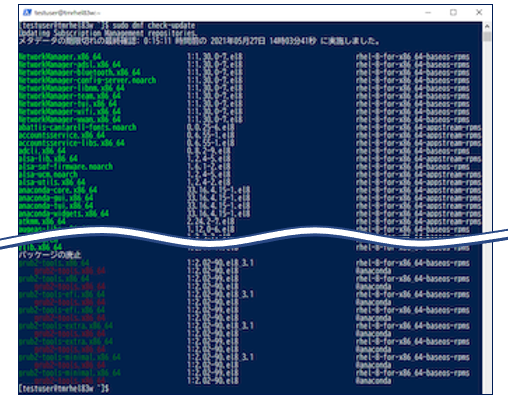 testuser@tmrhel83w:~
[testuser@tmrhel83w ~]$ sudo dnf check-update
Updating Subscription Management repositories.
メタデータの期限切れの最終確認: 0:15:11 時間前の 2021年05月27日 14時03分41秒 に実施しました。
NetworkManager.x86_64 1:1.30.0-7.el8 rhel-8-for-x86_64-baseos-rpms
NetworkManager-adsl.x86_64 1:1.30.0-7.el8 rhel-8-for-x86_64-baseos-rpms
NetworkManager-bluetooth.x86_64 1:1.30.0-7.el8 rhel-8-for-x86_64-baseos-rpms
NetworkManager-config-server.noarch 1:1.30.0-7.el8 rhel-8-for-x86_64-baseos-rpms
NetworkManager-libnm.x86_64 1:1.30.0-7.el8 rhel-8-for-x86_64-baseos-rpms
NetworkManager-team.x86_64 1:1.30.0-7.el8 rhel-8-for-x86_64-baseos-rpms
NetworkManager-tui.x86_64 1:1.30.0-7.el8 rhel-8-for-x86_64-baseos-rpms
NetworkManager-wifi.x86_64 1:1.30.0-7.el8 rhel-8-for-x86_64-baseos-rpms
NetworkManager-wwan.x86_64 1:1.30.0-7.el8 rhel-8-for-x86_64-baseos-rpms
abattis-cantarell-fonts.noarch 0.0.25-6.el8 rhel-8-for-x86_64-appstream-rpms
accountsservice.x86_64 0.6.55-1.el8 rhel-8-for-x86_64-appstream-rpms
accountsservice-libs.x86_64 0.6.55-1.el8 rhel-8-for-x86_64-appstream-rpms
adcli.x86_64 0.8.2-9.el8 rhel-8-for-x86_64-baseos-rpms
alsa-lib.x86_64 1.2.4-5.el8 rhel-8-for-x86_64-appstream-rpms
alsa-sof-firmware.noarch rhel-8-for-x86_64-baseos-rpms
alsa-ucm.noarch 1.2.4-5.el8 rhel-8-for-x86_64-appstream-rpms
alsa-utils.x86_64 rhel-8-for-x86_64-appstream-rpms
anaconda-core.x86_64 33.16.4.15-1.el8 rhel-8-for-x86_64-appstream-rpms
anaconda-gui.x86_64 33.16.4.15-1.el8 rhel-8-for-x86_64-appstream-rpms
anaconda-tui.x86_64 33.16.4.15-1.el8 rhel-8-for-x86_64-appstream-rpms
anaconda-widgets.x86_64 33.16.4.15-1.el8 rhel-8-for-x86_64-appstream-rpms
atkmm.x86_64 2.24.2-7.el8 rhel-8-for-x86_64-appstream-rpms
1.12.0-6.el8 rhel-8-for-x86_64-baseos-rpms
zlib.x86_64
パッケージの廃止
grub2-tools.x86_64 1:2.02-99.el8_3.1 rhel-8-for-x86_64-baseos-rpms
grub2-tools.x86_64 1:2.02-90.el8 @anaconda
grub2-tools.x86_64 1:2.02-99.el8 rhel-8-for-x86_64-baseos-rpms
grub2-tools.x86_64 1:2.02-90.el8 @anaconda
grub2-tools-efi.x86_64 1:2.02-90.el8_3.1 rhel-8-for-x86_64-baseos-rpms
grub2-tools.x86_64 1:2.02-90.el8 @anaconda
grub2-tools-efi.x86_64 1:2.02-99.el8 rhel-8-for-x86_64-baseos-rpms
grub2-tools.x86_64 1:2.02-90.el8 @anaconda
grub2-tools-extra.x86_64 1:2.02-90.el8_3.1 rhel-8-for-x86_64-baseos-rpms
grub2-tools.x86_64 1:2.02-90.el8 @anaconda
grub2-tools-extra.x86_64 1:2.02-99.el8 rhel-8-for-x86_64-baseos-rpms
grub2-tools.x86_64 1:2.02-90.el8 @anaconda
grub2-tools-minimal.x86_64 1:2.02-90.el8_3.1 rhel-8-for-x86_64-baseos-rpms
grub2-tools.x86_64 1:2.02-90.el8 @anaconda
grub2-tools-minimal.x86_64 1:2.02-99.el8 rhel-8-for-x86_64-baseos-rpms
grub2-tools.x86_64 1:2.02-90.el8 @anaconda
[testuser@tmrhel83w ~]$